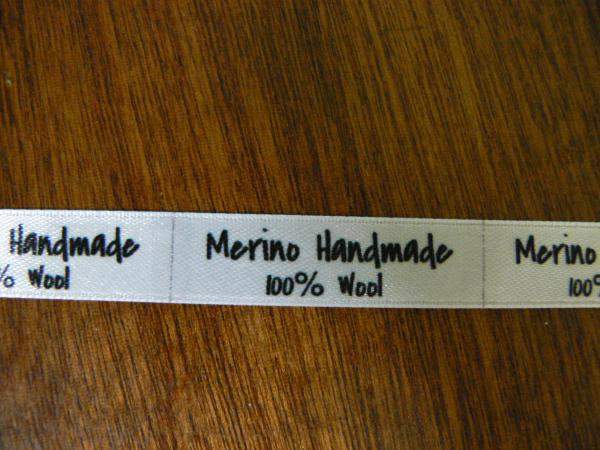 Handmade
% Wool
Merino Handmade
100% Wool
Merino
100%